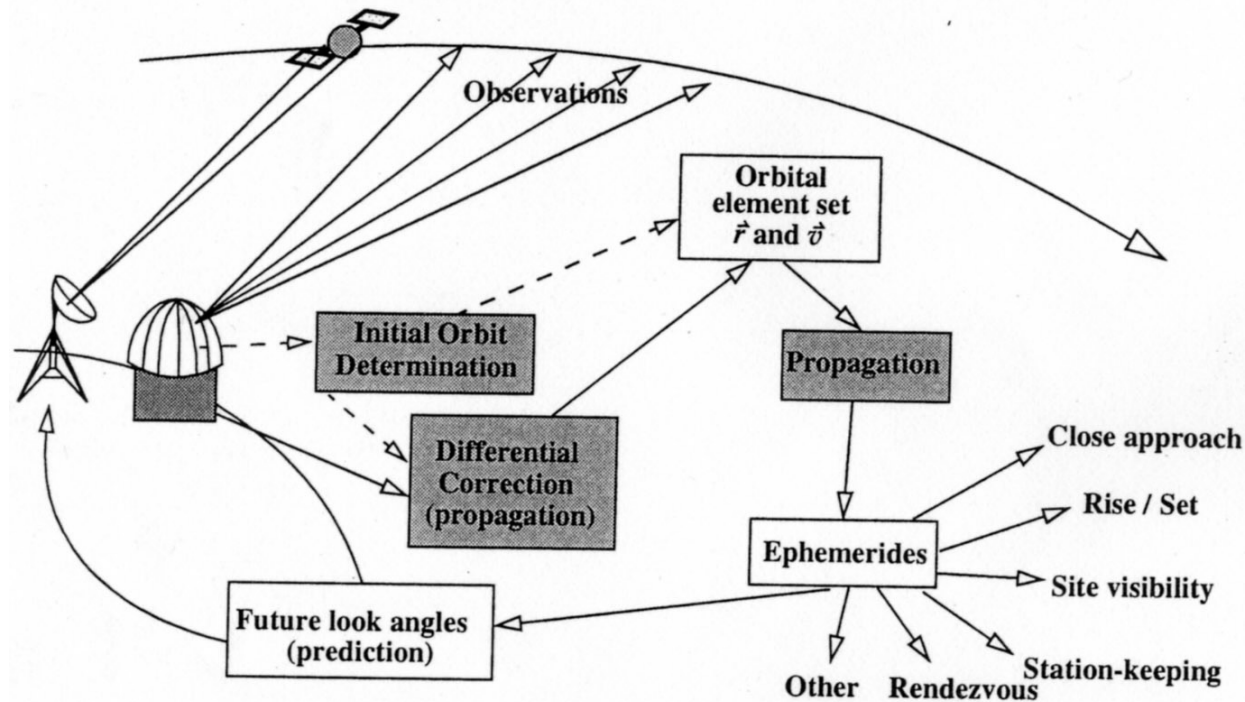 Observations
Orbital
element set
r⃗ and v⃗
Initial Orbit
Determination
Propagation
Differential
Correction
(propagation)
Close approach
Rise / Set
Ephemerides
Site visibility
Future look angles
(prediction)
Station-keeping
Other
Rendezvous